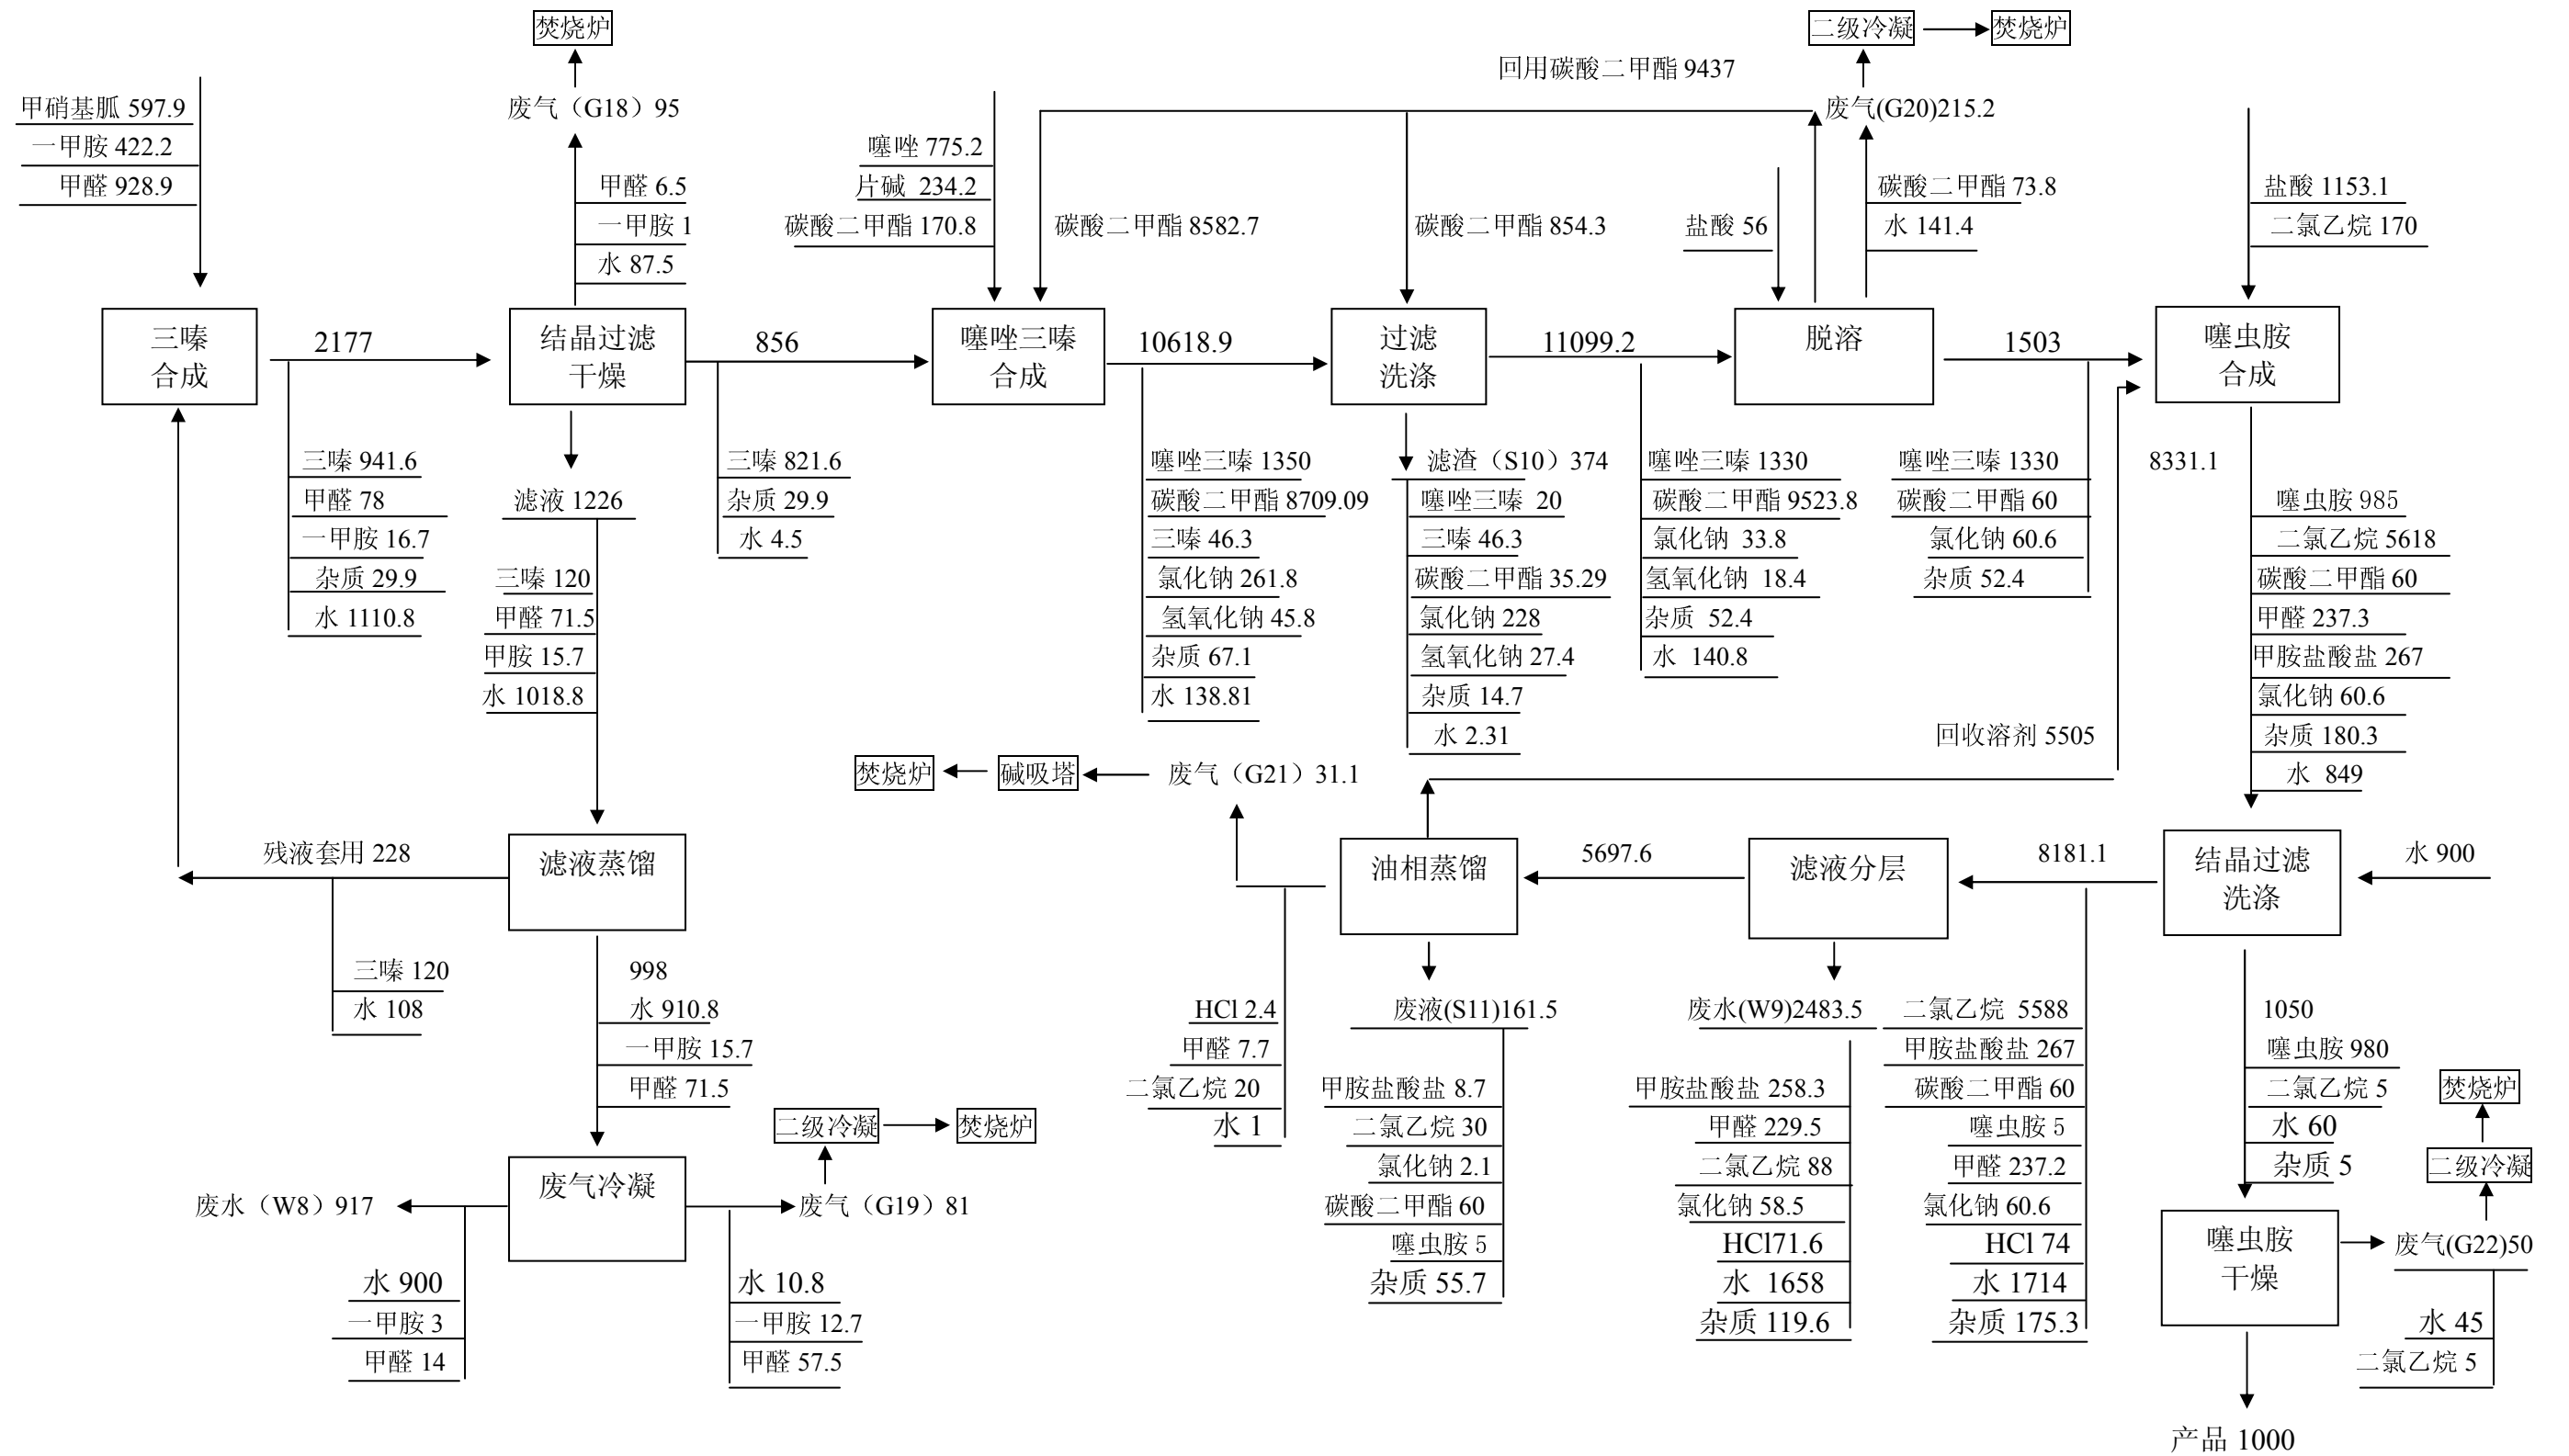 焚烧炉
二级冷凝
焚烧炉
回用碳酸二甲酯 9437
甲硝基胍 597.9
一甲胺 422.2
甲醛 928.9
废气（G18）95
甲醛 6.5
一甲胺 1
水 87.5
噻唑 775.2
片碱 234.2
碳酸二甲酯 170.8
碳酸二甲酯 8582.7
碳酸二甲酯 854.3
盐酸 56
废气(G20)215.2
碳酸二甲酯 73.8
水 141.4
盐酸 1153.1
二氯乙烷 170
三嗪
合成
2177
结晶过滤
干燥
856
噻唑三嗪
合成
10618.9
过滤
洗涤
11099.2
脱溶
1503
噻虫胺
合成
三嗪 941.6
甲醛 78
一甲胺 16.7
杂质 29.9
水 1110.8
滤液 1226
三嗪 120
甲醛 71.5
甲胺 15.7
水 1018.8
三嗪 821.6
杂质 29.9
水 4.5
噻唑三嗪 1350
碳酸二甲酯 8709.09
三嗪 46.3
氯化钠 261.8
氢氧化钠 45.8
杂质 67.1
水 138.81
滤渣（S10）374
噻唑三嗪 20
三嗪 46.3
碳酸二甲酯 35.29
氯化钠 228
氢氧化钠 27.4
杂质 14.7
水 2.31
噻唑三嗪 1330
碳酸二甲酯 9523.8
氯化钠 33.8
氢氧化钠 18.4
杂质 52.4
水 140.8
噻唑三嗪 1330
碳酸二甲酯 60
氯化钠 60.6
杂质 52.4
8331.1
噻虫胺 985
二氯乙烷 5618
碳酸二甲酯 60
甲醛 237.3
甲胺盐酸盐 267
氯化钠 60.6
杂质 180.3
水 849
回收溶剂 5505
焚烧炉
碱吸塔
废气（G21）31.1
残液套用 228
滤液蒸馏
油相蒸馏
5697.6
滤液分层
8181.1
结晶过滤
洗涤
水 900
三嗪 120
水 108
998
水 910.8
一甲胺 15.7
甲醛 71.5
HCl 2.4
甲醛 7.7
二氯乙烷 20
水 1
废液(S11)161.5
甲胺盐酸盐 8.7
二氯乙烷 30
氯化钠 2.1
碳酸二甲酯 60
噻虫胺 5
杂质 55.7
废水(W9)2483.5
甲胺盐酸盐 258.3
甲醛 229.5
二氯乙烷 88
氯化钠 58.5
HCl71.6
水 1658
杂质 119.6
二氯乙烷 5588
甲胺盐酸盐 267
碳酸二甲酯 60
噻虫胺 5
甲醛 237.2
氯化钠 60.6
HCl 74
水 1714
杂质 175.3
1050
噻虫胺 980
二氯乙烷 5
水 60
杂质 5
焚烧炉
二级冷凝
二级冷凝
焚烧炉
废水（W8）917
废气冷凝
废气（G19）81
水 900
一甲胺 3
甲醛 14
水 10.8
一甲胺 12.7
甲醛 57.5
噻虫胺
干燥
废气(G22)50
水 45
二氯乙烷 5
产品 1000